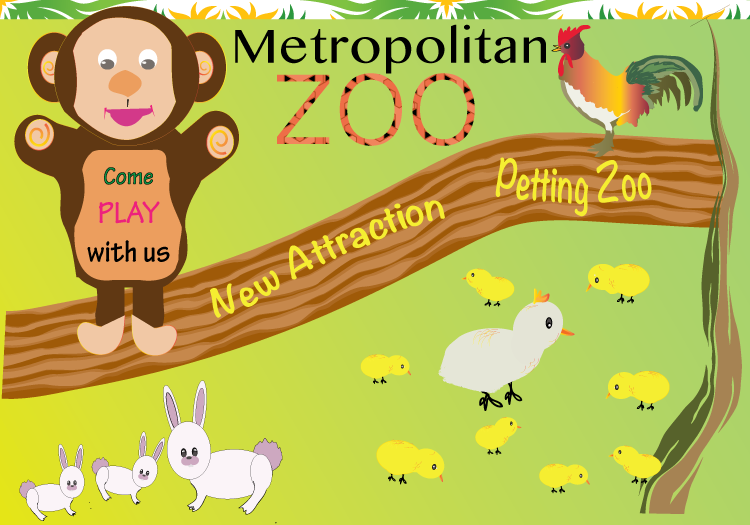 Metropolitan
ZOO
Come
PLAY
with us
New Attraction
Petting Zoo